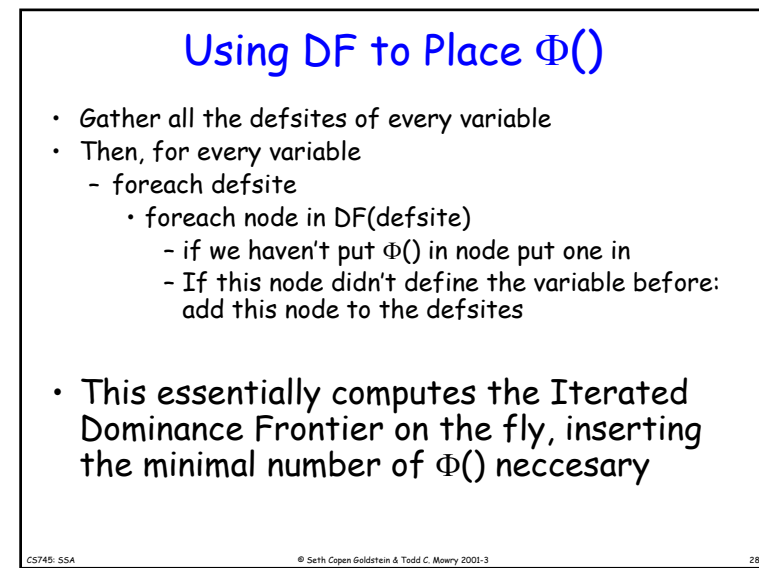 Using DF to Place Φ()
• Gather all the defsites of every variable
• Then, for every variable
– foreach defsite
• foreach node in DF(defsite)
– if we haven't put Φ() in node put one in
– If this node didn't define the variable before:
add this node to the defsites
• This essentially computes the Iterated
Dominance Frontier on the fly, inserting
the minimal number of Φ() neccesary
CS745: SSA © Seth Copen Goldstein & Todd C. Mowry 2001-3 28